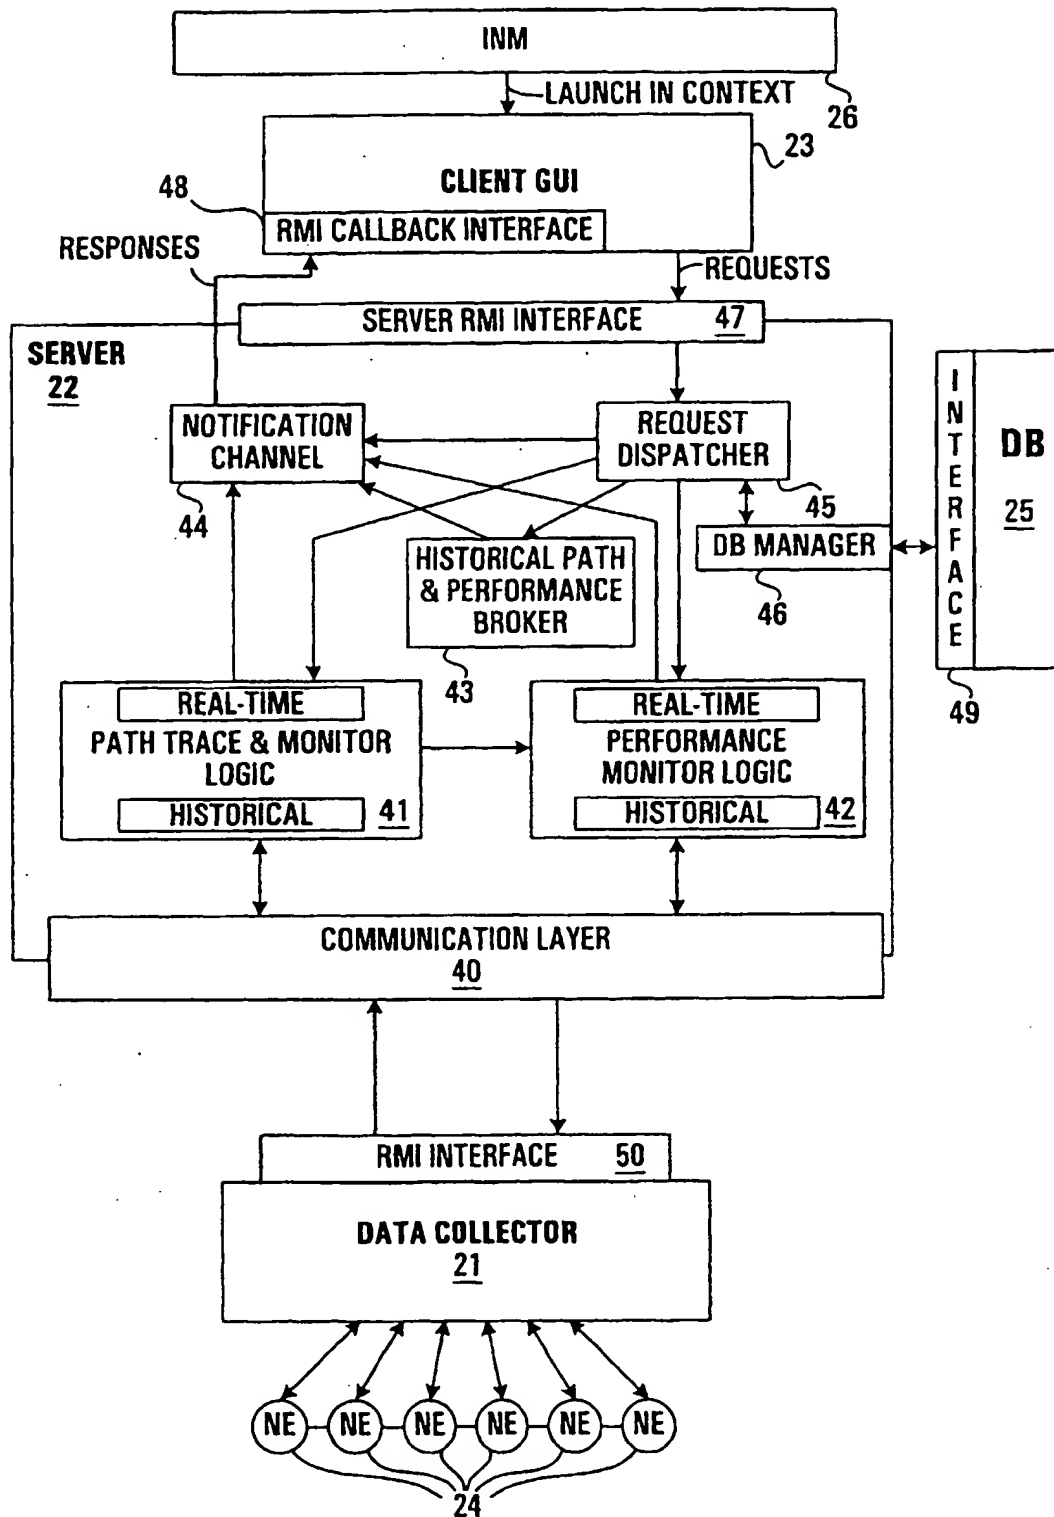 INM
LAUNCH IN CONTEXT
26
23
CLIENT GUI
48
RMI CALLBACK INTERFACE
RESPONSES
REQUESTS
SERVER RMI INTERFACE 47
SERVER
22
NOTIFICATION
CHANNEL
44
REQUEST
DISPATCHER
45
DB MANAGER
46
INTERFACE
49
DB
25
HISTORICAL PATH
& PERFORMANCE
BROKER
43
REAL-TIME
PATH TRACE & MONITOR
LOGIC
HISTORICAL
41
REAL-TIME
PERFORMANCE
MONITOR LOGIC
HISTORICAL
42
COMMUNICATION LAYER
40
RMI INTERFACE 50
DATA COLLECTOR
21
NE NE NE NE NE NE
24